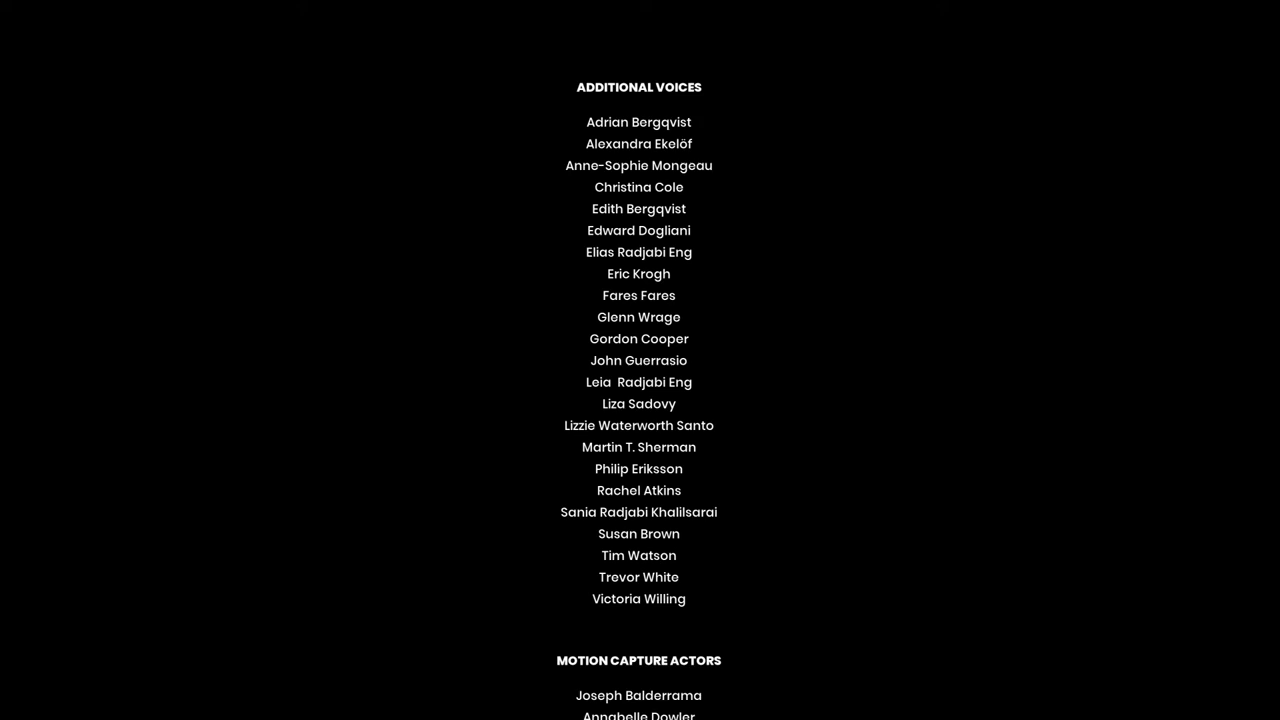 ADDITIONAL VOICES
Adrian Bergqvist
Alexandra Ekelöf
Anne-Sophie Mongeau
Christina Cole
Edith Bergqvist
Edward Dogliani
Elias Radjabi Eng
Eric Krogh
Fares Fares
Glenn Wrage
Gordon Cooper
John Guerrasio
Leia  Radjabi Eng
Liza Sadovy
Lizzie Waterworth Santo
Martin T. Sherman
Philip Eriksson
Rachel Atkins
Sania Radjabi Khalilsarai
Susan Brown
Tim Watson
Trevor White
Victoria Willing
MOTION CAPTURE ACTORS
Joseph Balderrama
Annabelle Dowler